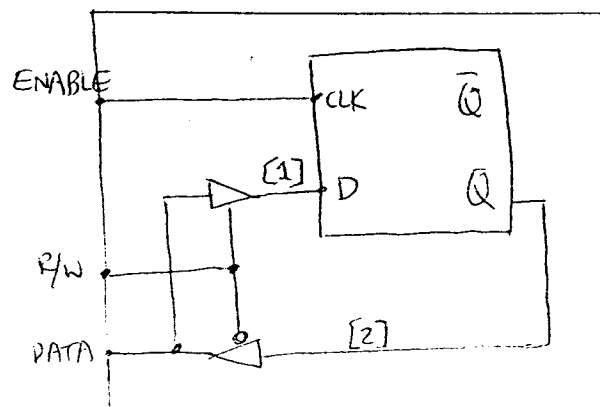 ENABLE
CLK
Q̅
[1]
D
Q
R/W
DATA
[2]